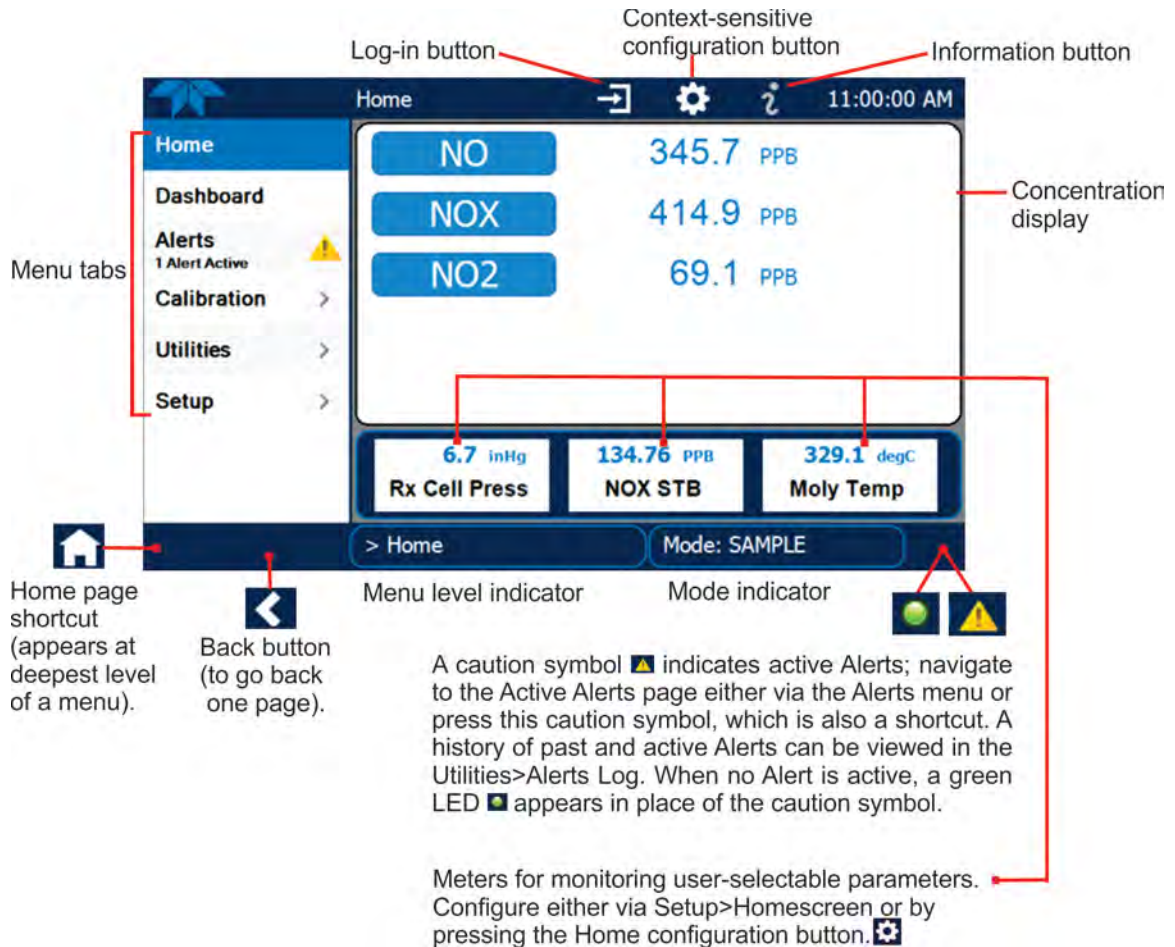 Context-sensitive
configuration button
Log-in button
Information button
Home
11:00:00 AM
Home
Dashboard
Alerts
1 Alert Active
Calibration >
Utilities >
Setup >
Menu tabs
NO 345.7 PPB
NOX 414.9 PPB
NO2 69.1 PPB
Concentration
display
6.7 inHg
Rx Cell Press
134.76 PPB
NOX STB
329.1 degC
Moly Temp
> Home
Mode: SAMPLE
Home page
shortcut
(appears at
deepest level
of a menu).
Back button
(to go back
one page).
Menu level indicator
Mode indicator
A caution symbol indicates active Alerts; navigate
to the Active Alerts page either via the Alerts menu or
press this caution symbol, which is also a shortcut. A
history of past and active Alerts can be viewed in the
Utilities>Alerts Log. When no Alert is active, a green
LED appears in place of the caution symbol.
Meters for monitoring user-selectable parameters.
Configure either via Setup>Homescreen or by
pressing the Home configuration button.